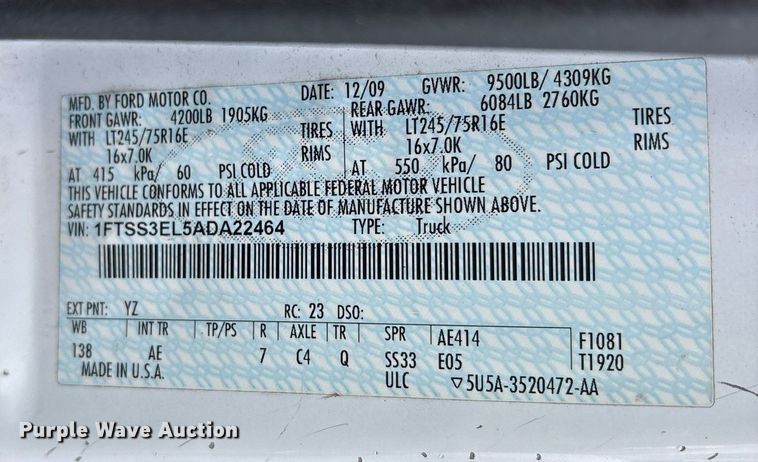 MFD. BY FORD MOTOR CO. DATE: 12/09 GVWR: 9500LB/ 4309KG
FRONT GAWR: 4200LB 1905KG REAR GAWR: 6084LB 2760KG
WITH LT245/75R16E TIRES WITH LT245/75R16E TIRES
16x7.0K RIMS 16x7.0K RIMS
AT 415 kPa/ 60 PSI COLD AT 550 kPa/ 80 PSI COLD
THIS VEHICLE CONFORMS TO ALL APPLICABLE FEDERAL MOTOR VEHICLE
SAFETY STANDARDS IN EFFECT ON THE DATE OF MANUFACTURE SHOWN ABOVE.
VIN: 1FTSS3EL5ADA22464 TYPE: Truck
EXT PNT: YZ RC: 23 DSO:
WB INT TR TP/PS R AXLE TR SPR AE414 F1081
138 AE 7 C4 Q SS33 E05 T1920
MADE IN U.S.A. ULC ▽5U5A-3520472-AA
Purple Wave Auction